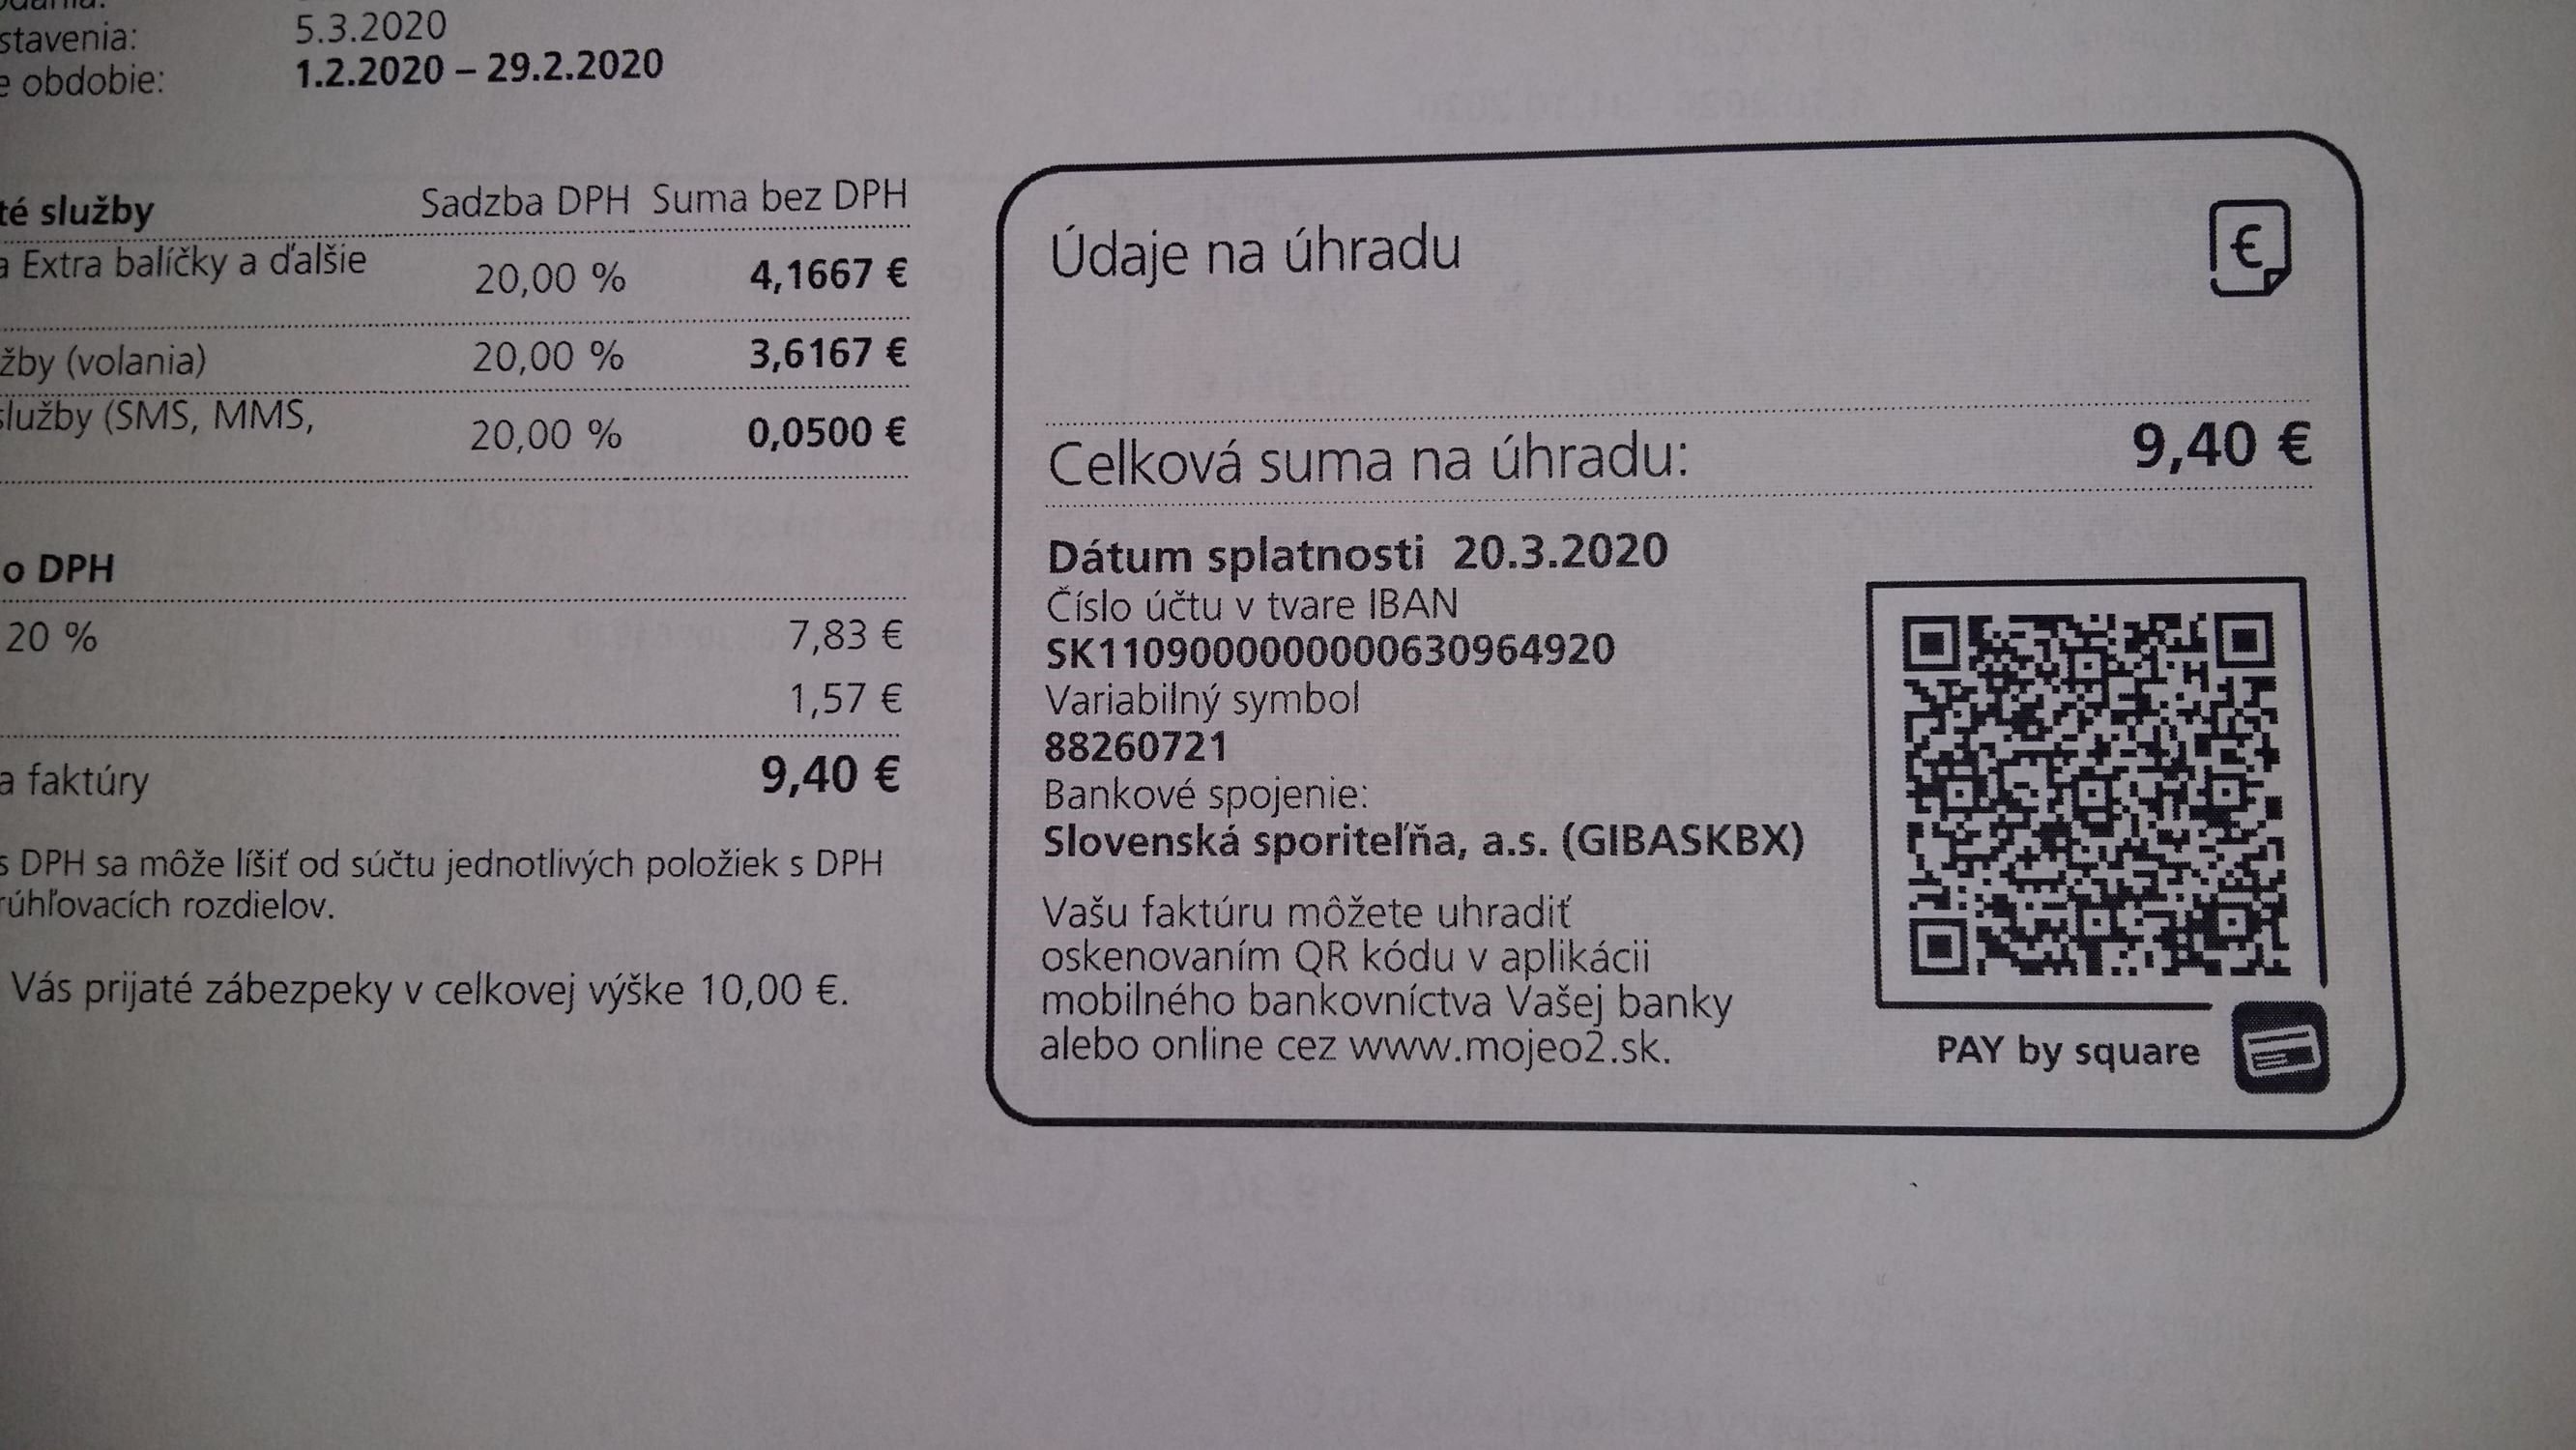 stavenia: 5.3.2020
e obdobie: 1.2.2020 – 29.2.2020
té služby Sadzba DPH Suma bez DPH
a Extra balíčky a ďalšie 20,00 % 4,1667 €
žby (volania) 20,00 % 3,6167 €
služby (SMS, MMS, 20,00 % 0,0500 €
o DPH
20 % 7,83 €
1,57 €
a faktúry 9,40 €
s DPH sa môže líšiť od súčtu jednotlivých položiek s DPH
rúhľovacích rozdielov.
Vás prijaté zábezpeky v celkovej výške 10,00 €.
Údaje na úhradu
€
Celková suma na úhradu: 9,40 €
Dátum splatnosti 20.3.2020
Číslo účtu v tvare IBAN
SK1109000000000630964920
Variabilný symbol
88260721
Bankové spojenie:
Slovenská sporiteľňa, a.s. (GIBASKBX)
Vašu faktúru môžete uhradiť
oskenovaním QR kódu v aplikácii
mobilného bankovníctva Vašej banky
alebo online cez www.mojeo2.sk.
PAY by square